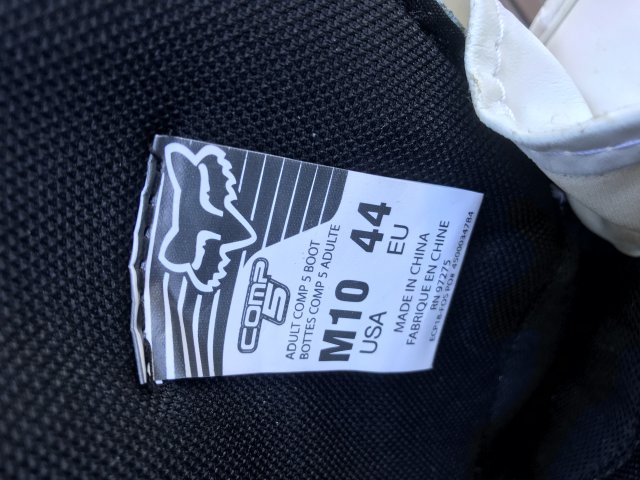 COMP
5
ADULT COMP 5 BOOT
BOTTES COMP 5 ADULTE
M10 44
USA EU
MADE IN CHINA
FABRIQUE EN CHINE
RN 97275